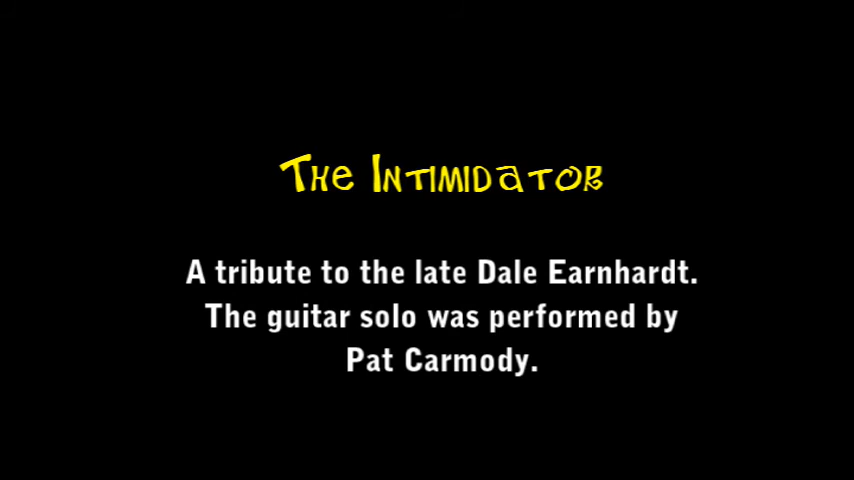 The Intimidator
A tribute to the late Dale Earnhardt.
The guitar solo was performed by
Pat Carmody.